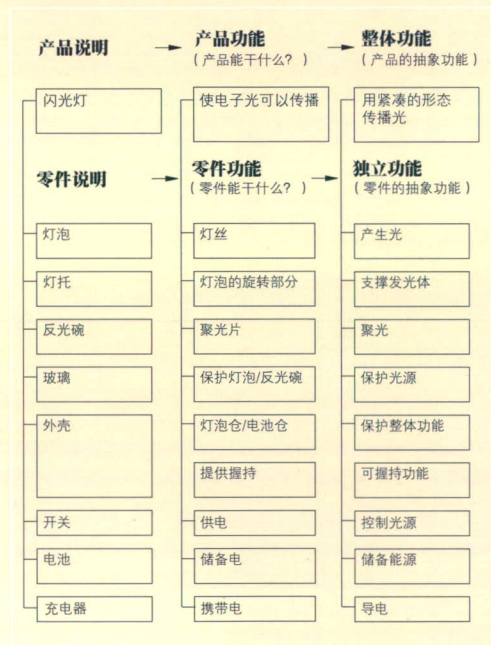 产品说明
产品功能
(产品能干什么?)
整体功能
(产品的抽象功能)
闪光灯
使电子光可以传播
用紧凑的形态
传播光
零件说明
零件功能
(零件能干什么?)
独立功能
(零件的抽象功能)
灯泡
灯丝
产生光
灯托
灯泡的旋转部分
支撑发光体
反光碗
聚光片
聚光
玻璃
保护灯泡/反光碗
保护光源
外壳
灯泡仓/电池仓
保护整体功能
提供握持
可握持功能
开关
供电
控制光源
电池
储备电
储备能源
充电器
携带电
导电